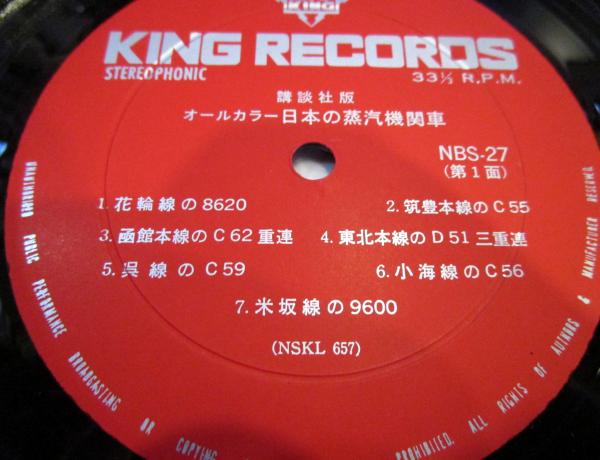 KING
KING RECORDS
STEREOPHONIC
33⅓ R.P.M.
講談社版
オールカラー日本の蒸汽機関車
NBS-27
(第1面)
1. 花輪線の8620
2. 筑豊本線のC55
3. 函館本線のC62重連
4. 東北本線のD51三重連
5. 呉線のC59
6. 小海線のC56
7. 米坂線の9600
(NSKL 657)
UNAUTHORIZED PUBLIC PERFORMANCE BROADCASTING OR COPYING PROHIBITED. ALL RIGHTS OF AUTHORS & MANUFACTURER RESERVED.